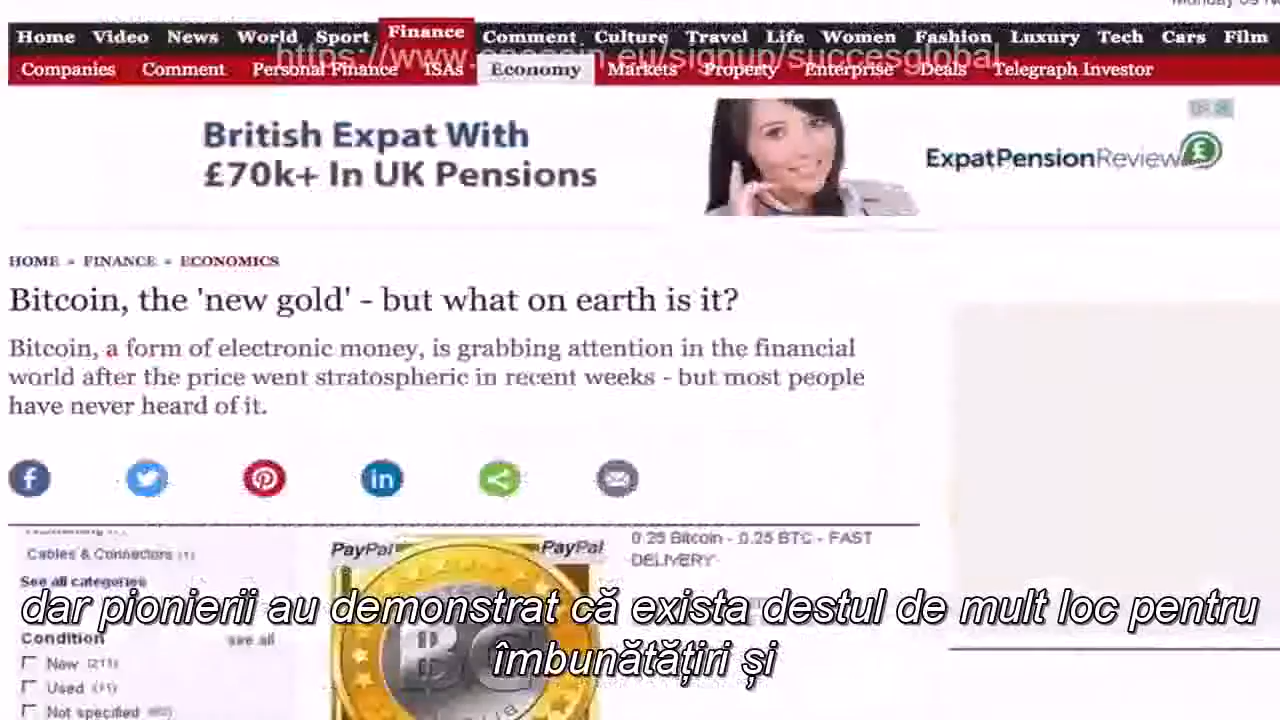 Home Video News World Sport Finance Comment Culture Travel Life Women Fashion Luxury Tech Cars Film
Companies Comment Personal Finance ISAs Economy Markets Property Enterprise Deals Telegraph Investor
British Expat With
£70k+ In UK Pensions
ExpatPensionReview
HOME » FINANCE » ECONOMICS
Bitcoin, the 'new gold' - but what on earth is it?
Bitcoin, a form of electronic money, is grabbing attention in the financial
world after the price went stratospheric in recent weeks - but most people
have never heard of it.
Cables & Connectors (1)
See all categories
Condition see all
New
Used
Not specified
PayPal PayPal
0.25 Bitcoin - 0.25 BTC - FAST
DELIVERY
dar pionierii au demonstrat că exista destul de mult loc pentru
îmbunătățiri și